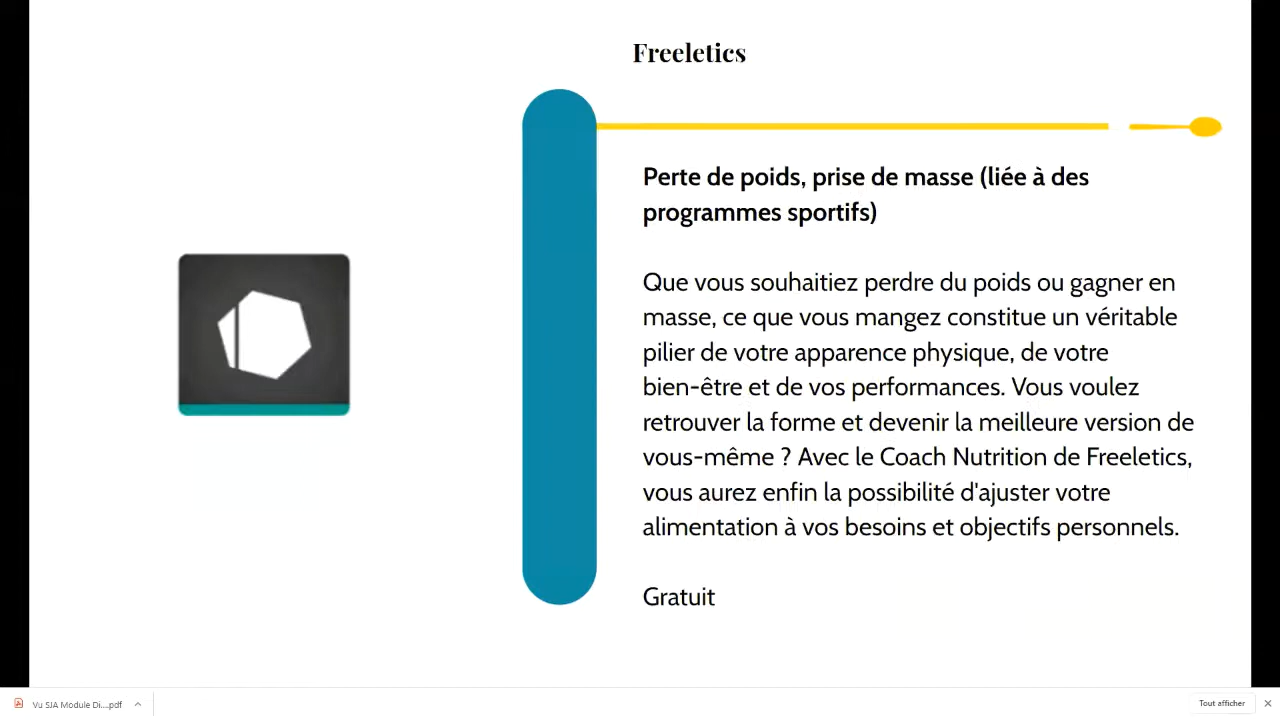 Freeletics
Perte de poids, prise de masse (liée à des
programmes sportifs)
Que vous souhaitiez perdre du poids ou gagner en
masse, ce que vous mangez constitue un véritable
pilier de votre apparence physique, de votre
bien-être et de vos performances. Vous voulez
retrouver la forme et devenir la meilleure version de
vous-même ? Avec le Coach Nutrition de Freeletics,
vous aurez enfin la possibilité d'ajuster votre
alimentation à vos besoins et objectifs personnels.
Gratuit
Vu SJA Module Di....pdf
Tout afficher